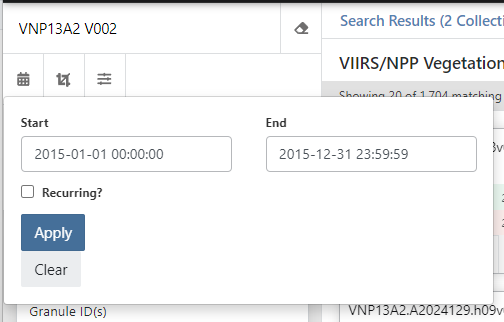 VNP13A2 V002
Search Results (2 Collecti
VIIRS/NPP Vegetation
Showing 20 of 1,704 matching
Start
End
2015-01-01 00:00:00
2015-12-31 23:59:59
Recurring?
Apply
Clear
Granule ID(s)
VNP13A2.A2024129.h09v